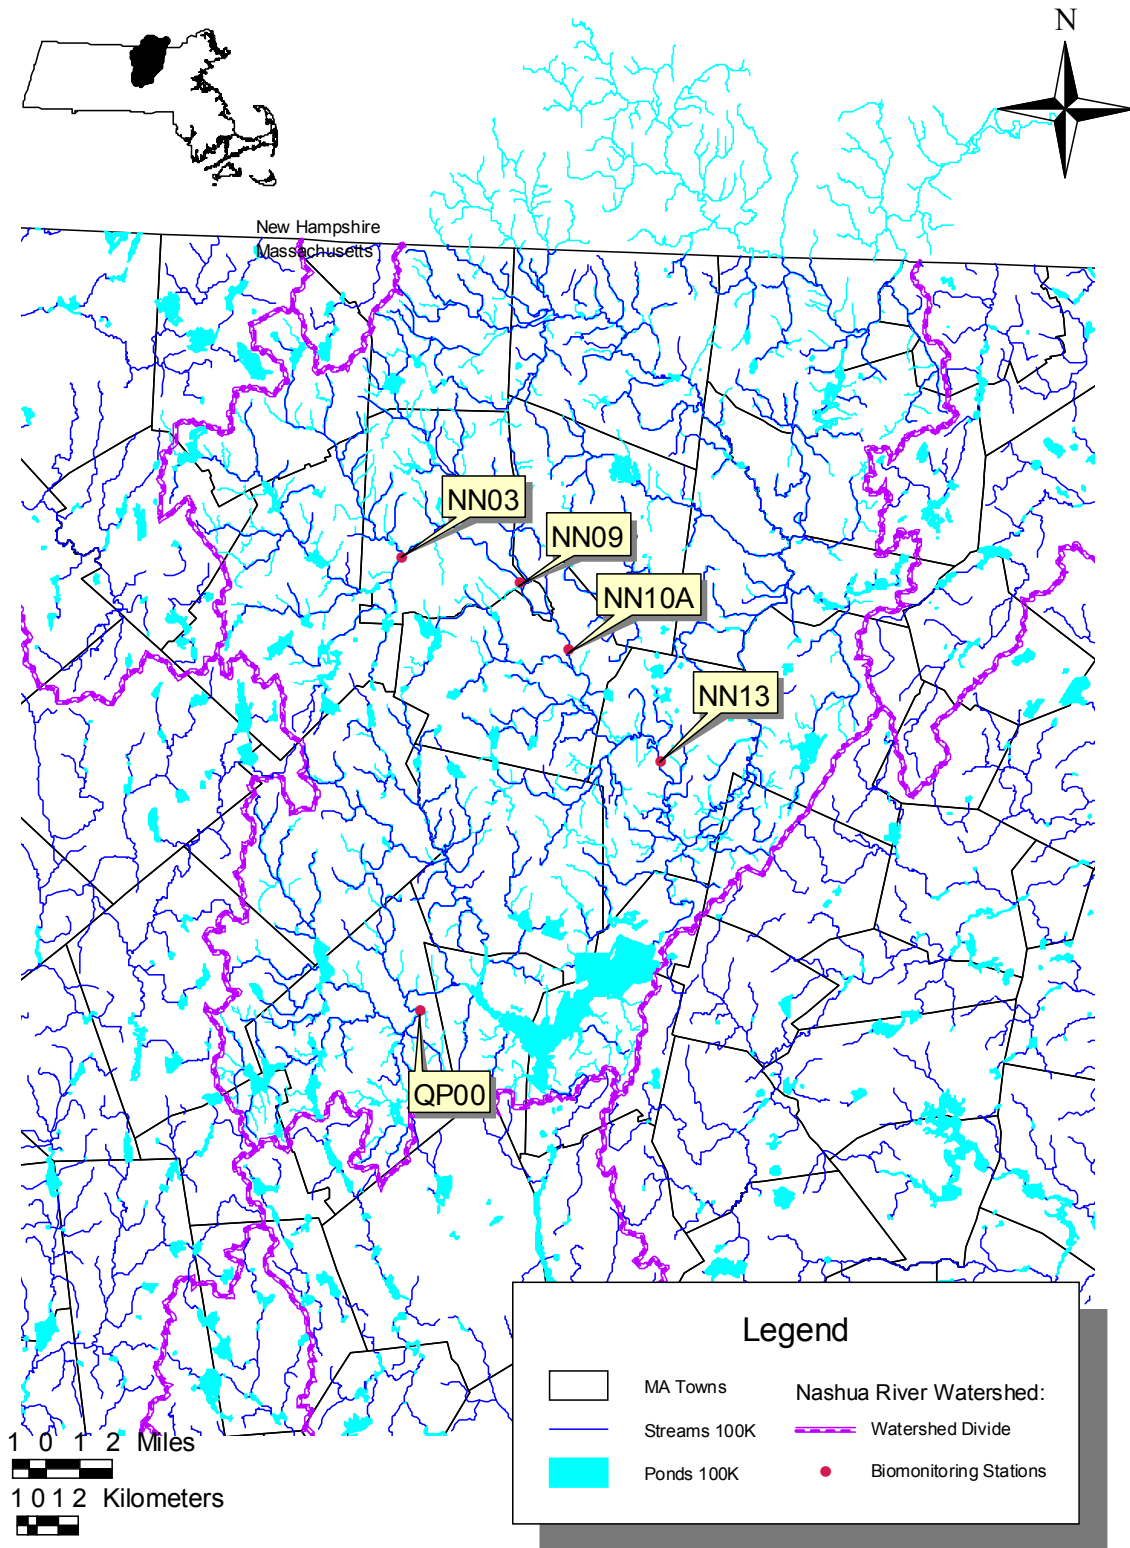 N
New Hampshire
Massachusetts
NN03
NN09
NN10A
NN13
QP00
Legend
MA Towns
Streams 100K
Ponds 100K
Nashua River Watershed:
Watershed Divide
Biomonitoring Stations
1 0 1 2 Miles
1 0 1 2 Kilometers